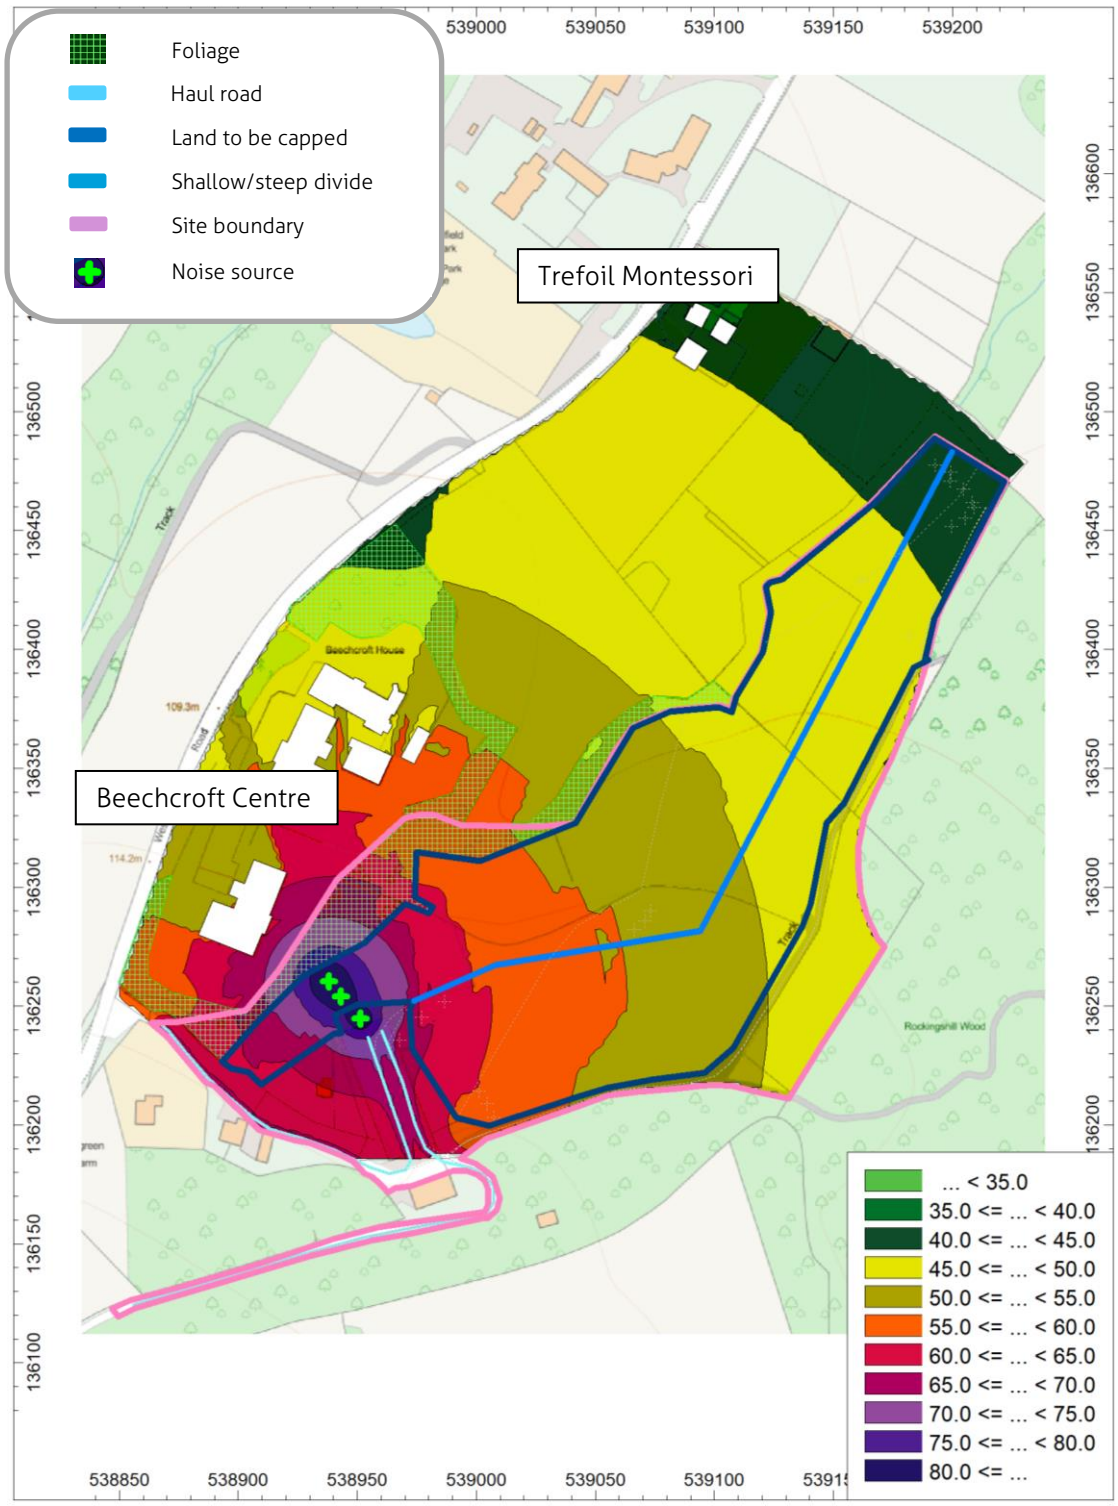 Foliage
Haul road
Land to be capped
Shallow/steep divide
Site boundary
Noise source
539000
539050
539100
539150
539200
136600
136550
136500
136450
136400
136350
136300
136250
136200
136500
136450
136400
136350
136300
136250
136200
136150
136100
field
Park
Trefoil Montessori
Track
Beechcroft House
109.3m
Road
Beechcroft Centre
114.2m
Track
Rockingshill Wood
green
... < 35.0
35.0 <= ... < 40.0
40.0 <= ... < 45.0
45.0 <= ... < 50.0
50.0 <= ... < 55.0
55.0 <= ... < 60.0
60.0 <= ... < 65.0
65.0 <= ... < 70.0
70.0 <= ... < 75.0
75.0 <= ... < 80.0
80.0 <= ...
538850
538900
538950
539000
539050
539100
53915